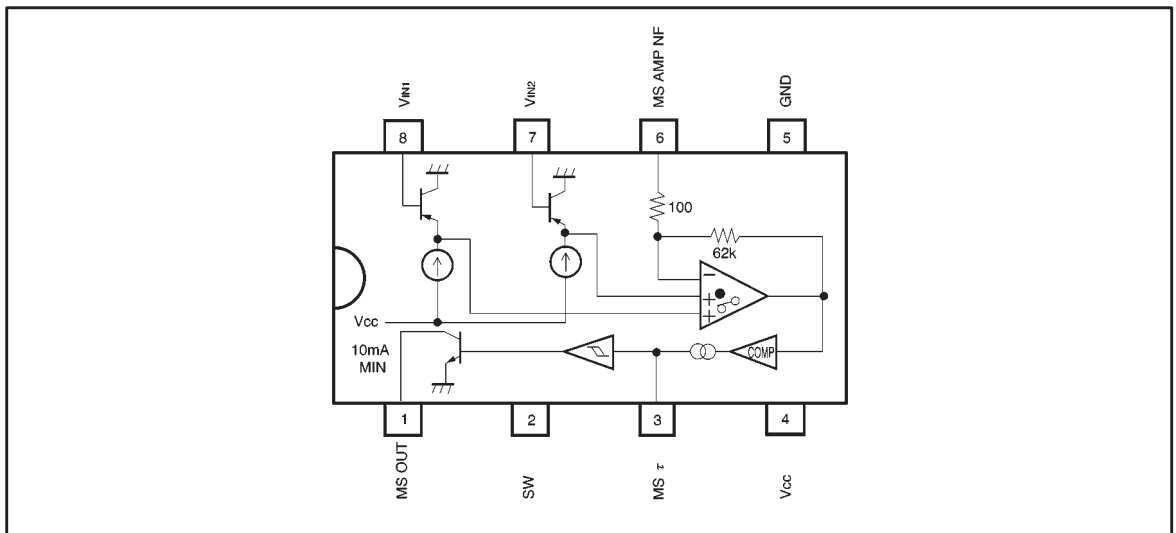 VIN1
VIN2
MS AMP NF
GND
8
7
6
5
100
62k
−
+
+
Vcc
10mA
MIN
COMP
1
2
3
4
MS OUT
SW
MS τ
Vcc